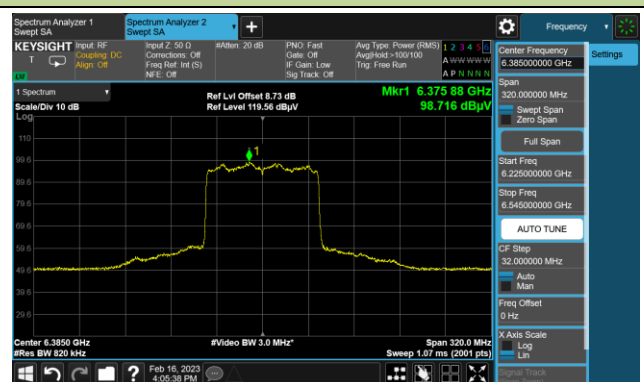 Spectrum Analyzer 1
Swept SA
Spectrum Analyzer 2
Swept SA
Frequency
KEYSIGHT
T
LW
Input: RF
Coupling: DC
Align: Off
Input Z: 50 Ω
Corrections: Off
Freq Ref: Int (S)
NFE: Off
#Atten: 20 dB
PNO: Fast
Gate: Off
IF Gain: Low
Sig Track: Off
Avg Type: Power (RMS)
Avg|Hold:>100/100
Trig: Free Run
1 2 3 4 5 6
A W W W W W
A P N N N N
1 Spectrum
Scale/Div 10 dB
Log
Ref Lvl Offset 8.73 dB
Ref Level 119.56 dBµV
Mkr1 6.375 88 GHz
98.716 dBµV
1
110
99.6
89.6
79.6
69.6
59.6
49.6
39.6
29.6
Center 6.3850 GHz
#Res BW 820 kHz
#Video BW 3.0 MHz*
Span 320.0 MHz
Sweep 1.07 ms (2001 pts)
Feb 16, 2023
4:05:38 PM
Center Frequency
6.385000000 GHz
Settings
Span
320.000000 MHz
Swept Span
Zero Span
Full Span
Start Freq
6.225000000 GHz
Stop Freq
6.545000000 GHz
AUTO TUNE
CF Step
32.000000 MHz
Auto
Man
Freq Offset
0 Hz
X Axis Scale
Log
Lin
Signal Track